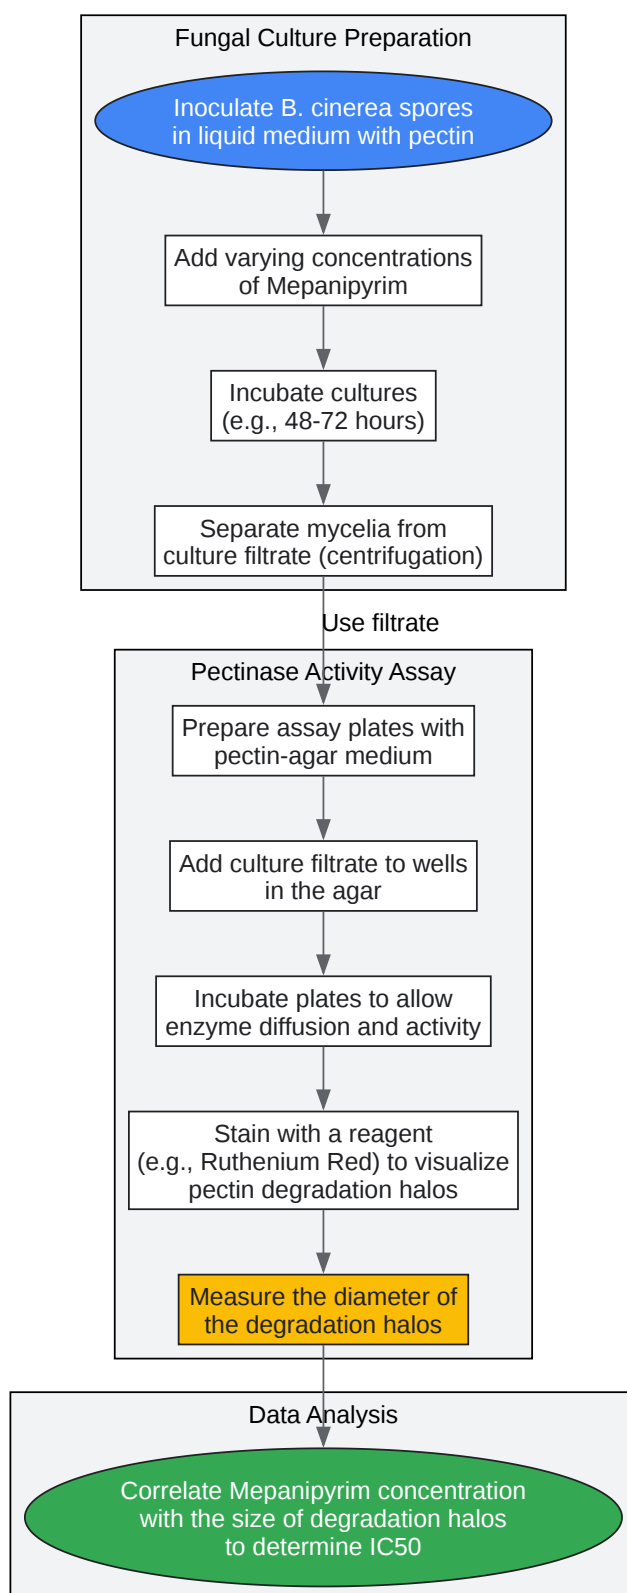 Fungal Culture Preparation
Inoculate B. cinerea spores
in liquid medium with pectin
Add varying concentrations
of Mepanipyrim
Incubate cultures
(e.g., 48-72 hours)
Separate mycelia from
culture filtrate (centrifugation)
Use filtrate
Pectinase Activity Assay
Prepare assay plates with
pectin-agar medium
Add culture filtrate to wells
in the agar
Incubate plates to allow
enzyme diffusion and activity
Stain with a reagent
(e.g., Ruthenium Red) to visualize
pectin degradation halos
Measure the diameter of
the degradation halos
Data Analysis
Correlate Mepanipyrim concentration
with the size of degradation halos
to determine IC50